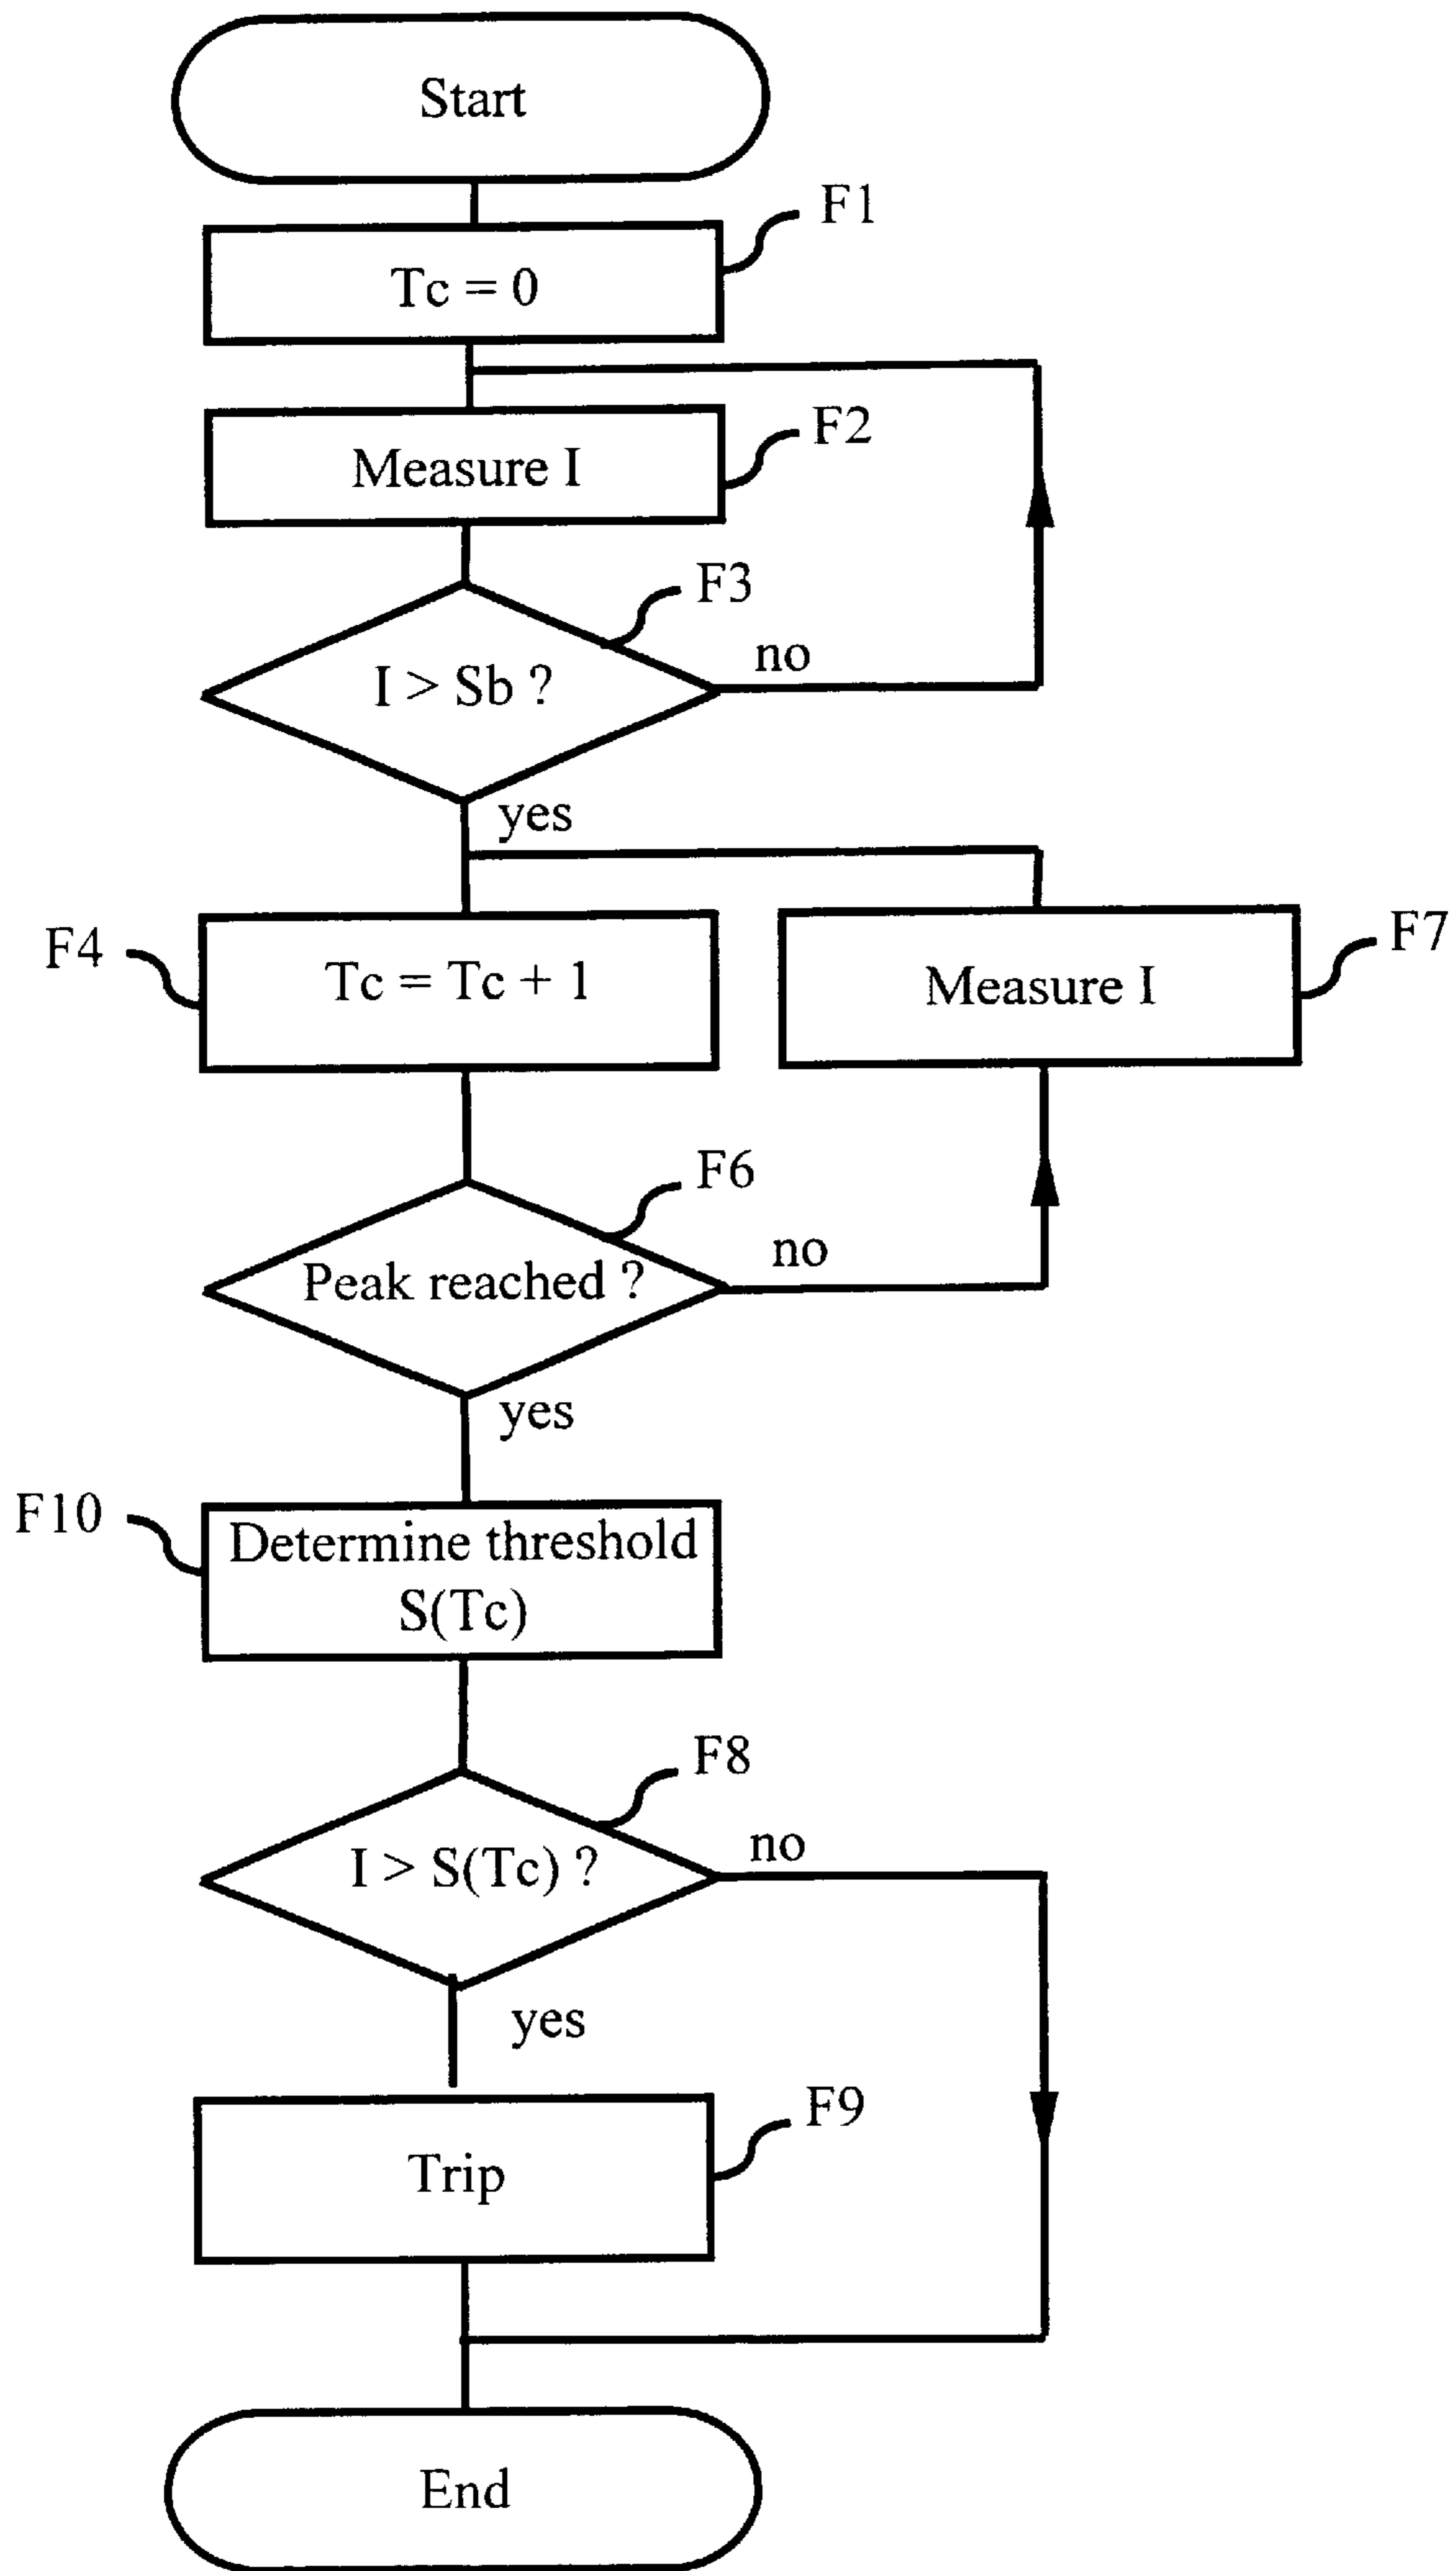 Start
F1
Tc = 0
F2
Measure I
F3
I > Sb ?
no
yes
F4
Tc = Tc + 1
F7
Measure I
F6
Peak reached ?
no
yes
F10
Determine threshold
S(Tc)
F8
I > S(Tc) ?
no
yes
F9
Trip
End